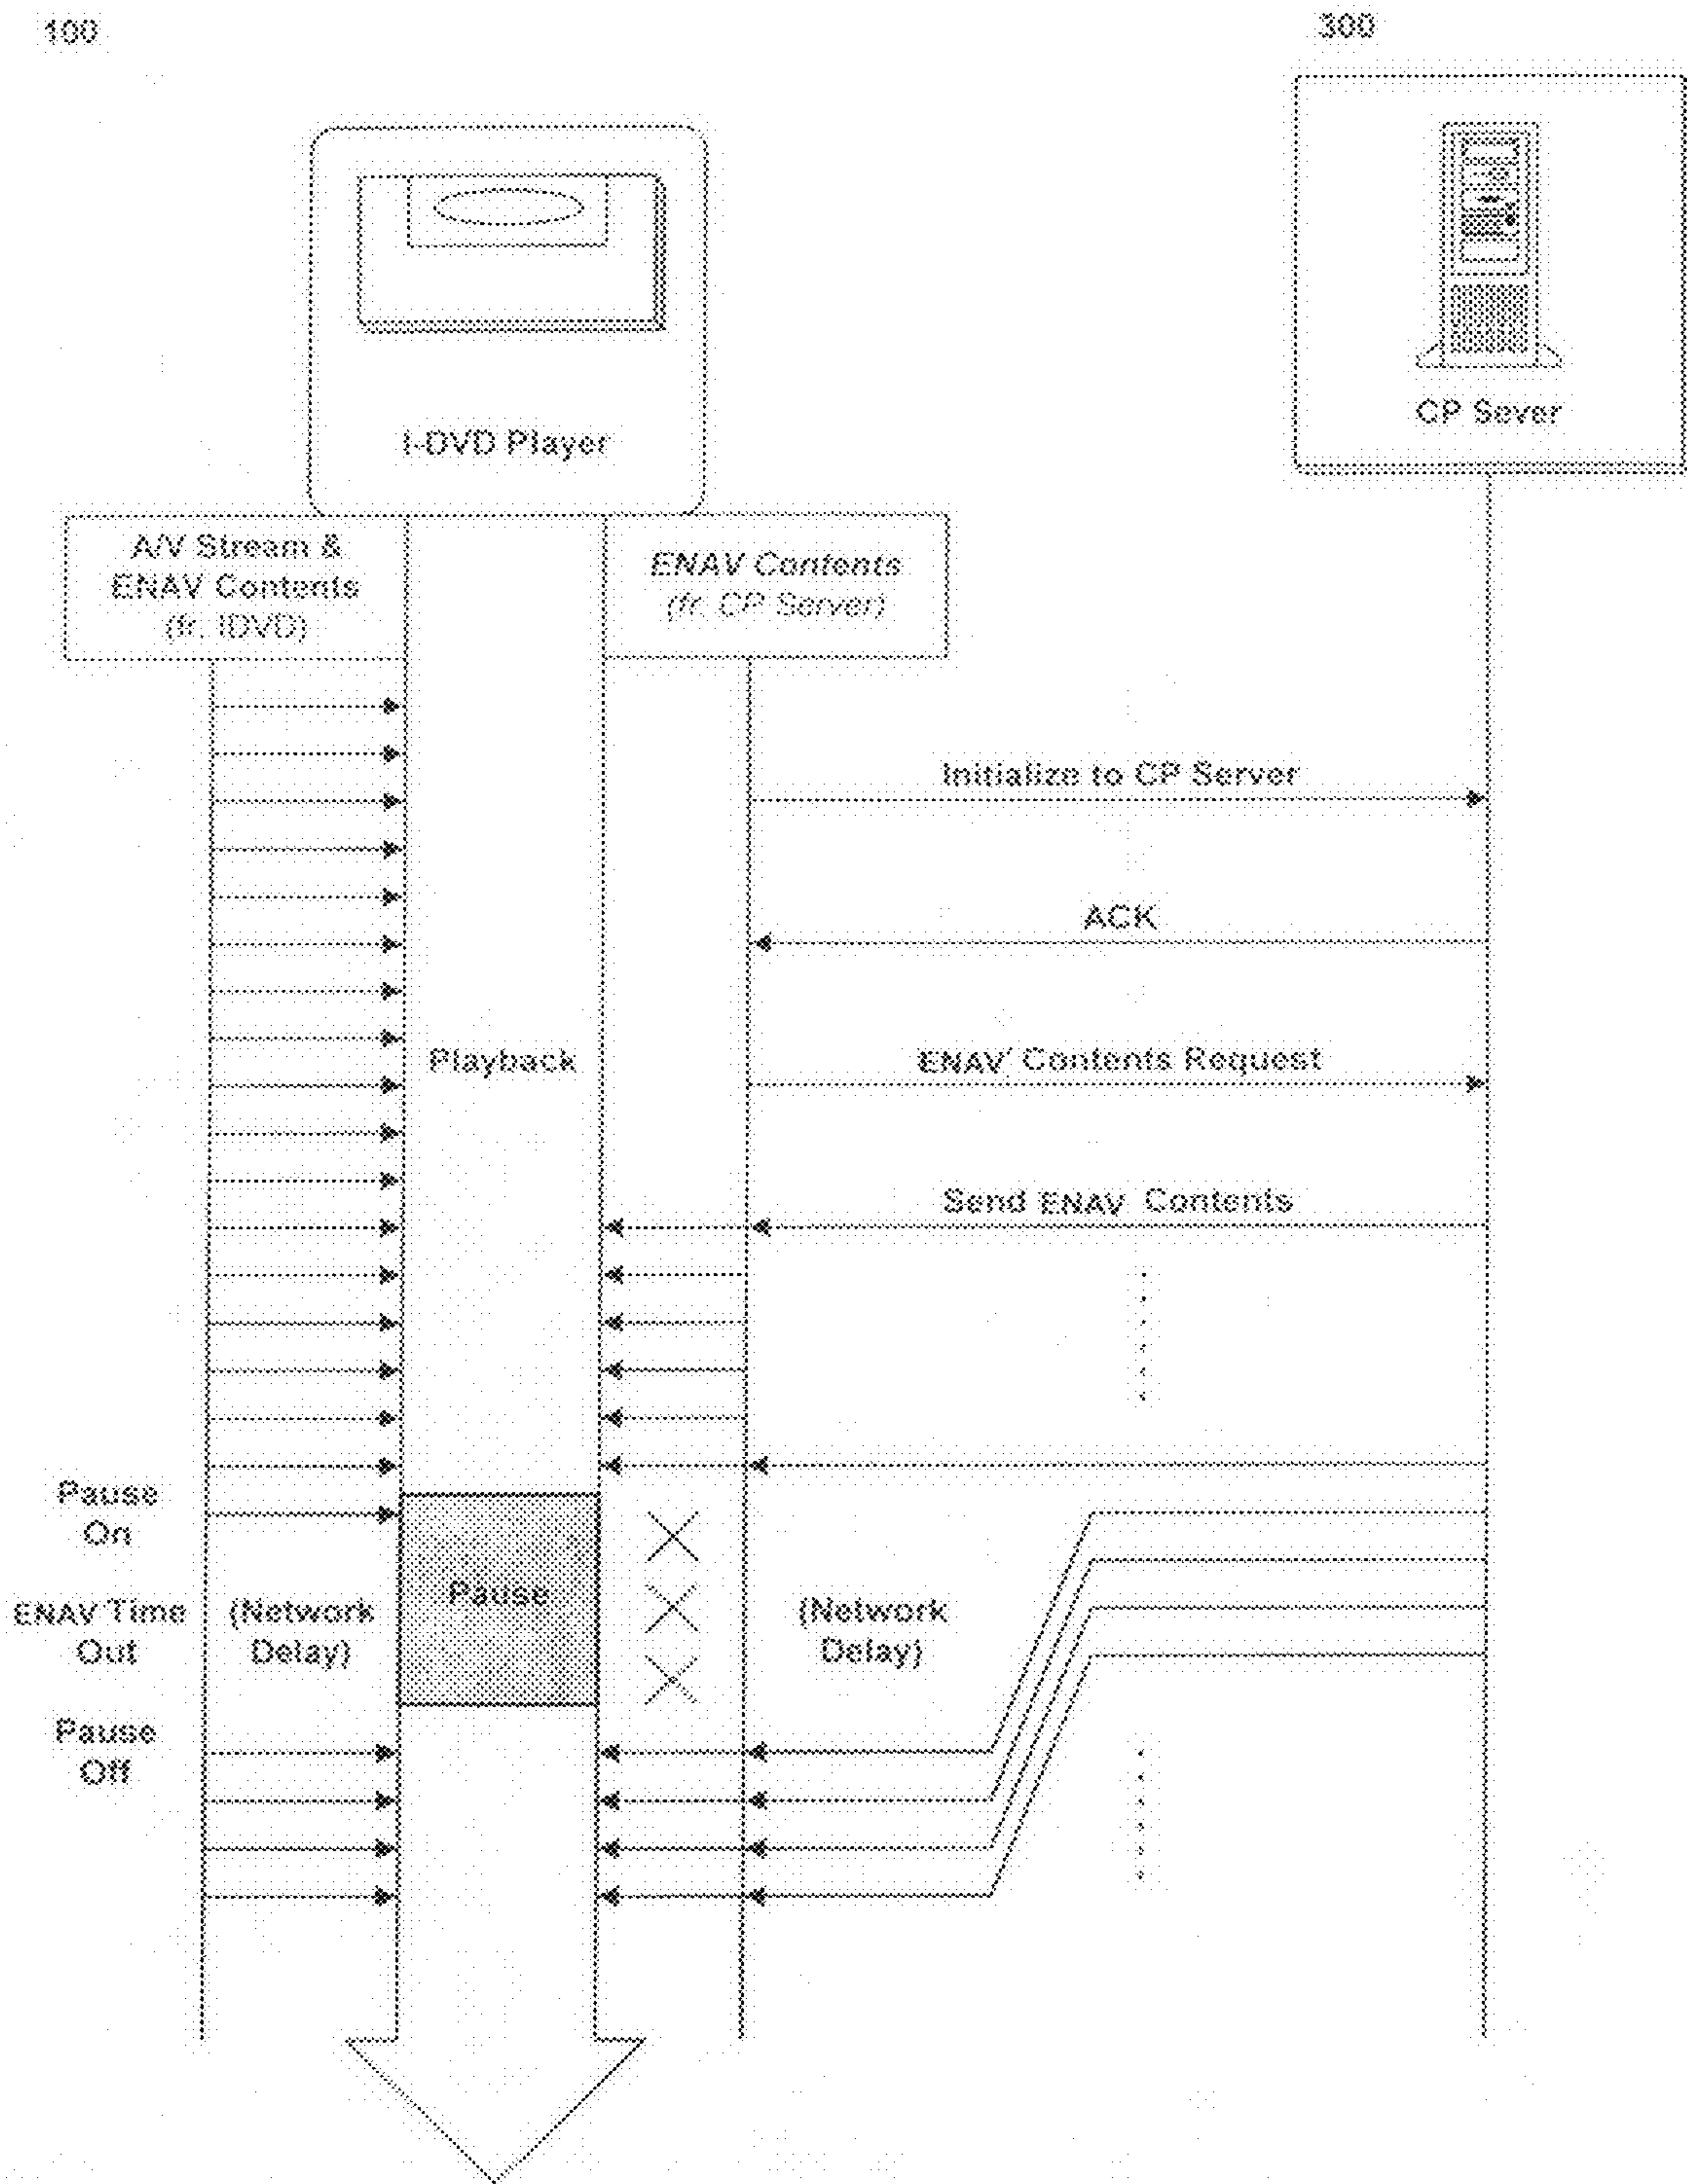 100
300
I-DVD Player
CP Sever
A/V Stream &
ENAV Contents
(fr. IDVD)
ENAV Contents
(fr. CP Server)
Initialize to CP Server
ACK
Playback
ENAV Contents Request
Send ENAV Contents
Pause
On
ENAV Time
Out
(Network
Delay)
Pause
(Network
Delay)
Pause
Off